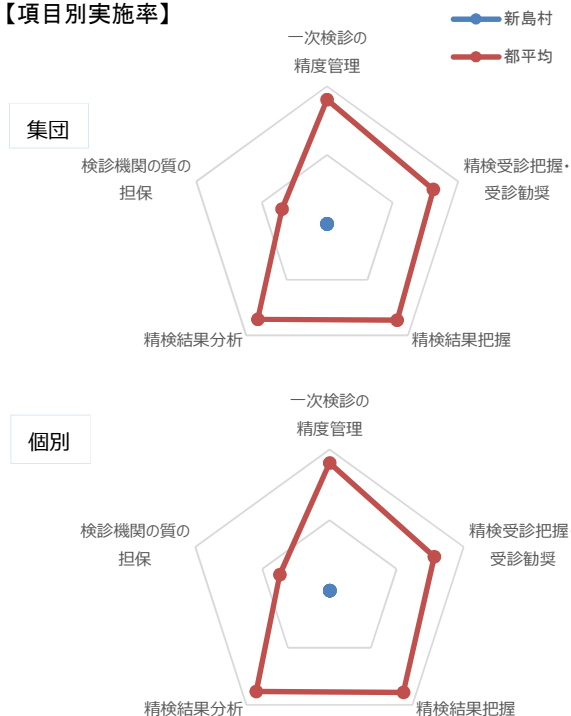 【項目別実施率】
新島村
都平均
集団
一次検診の
精度管理
精検受診把握・
受診勧奨
精検結果把握
精検結果分析
検診機関の質の
担保
個別
一次検診の
精度管理
精検受診把握
受診勧奨
精検結果把握
精検結果分析
検診機関の質の
担保